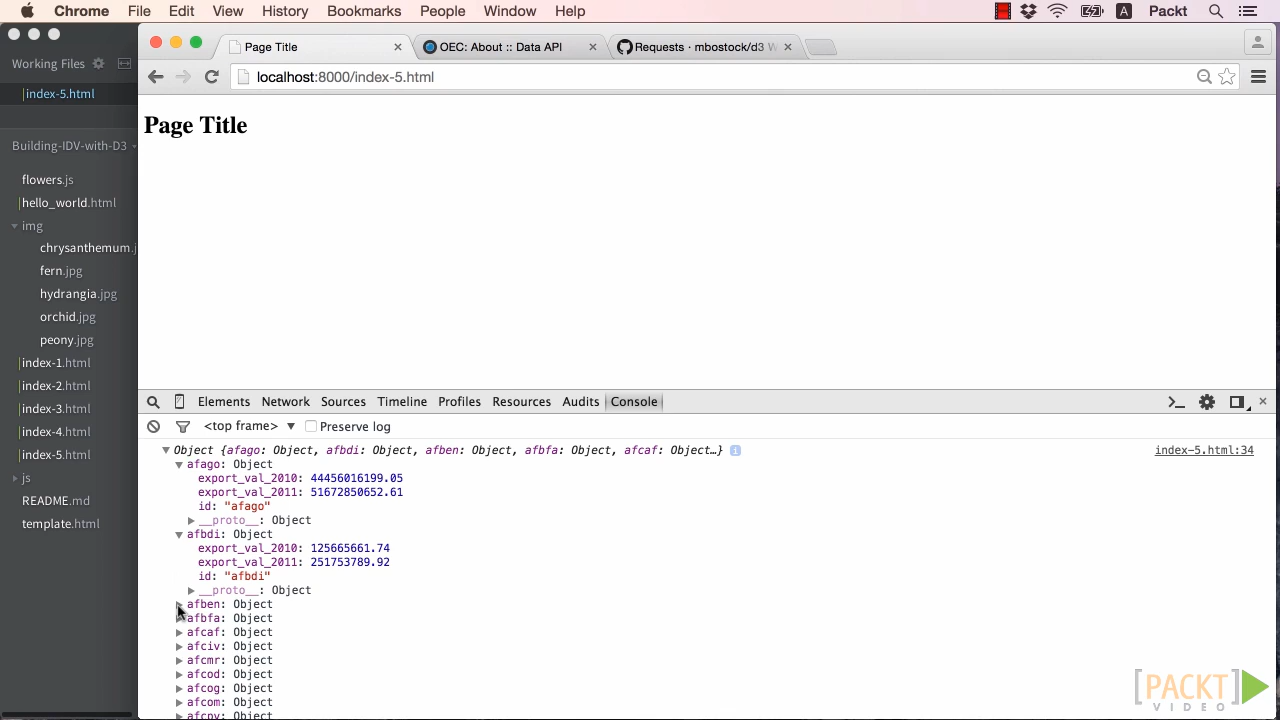 Chrome File Edit View History Bookmarks People Window Help A Packt
Working Files
index-5.html
Building-IDV-with-D3
flowers.js
hello_world.html
img
chrysanthemum.j
fern.jpg
hydrangia.jpg
orchid.jpg
peony.jpg
index-1.html
index-2.html
index-3.html
index-4.html
index-5.html
js
README.md
template.html
Page Title
OEC: About :: Data API
Requests · mbostock/d3 W
localhost:8000/index-5.html
Page Title
Elements Network Sources Timeline Profiles Resources Audits Console
<top frame> Preserve log
Object {afago: Object, afbdi: Object, afben: Object, afbfa: Object, afcaf: Object…} index-5.html:34
afago: Object
export_val_2010: 44456016199.05
export_val_2011: 51672850652.61
id: "afago"
__proto__: Object
afbdi: Object
export_val_2010: 125665661.74
export_val_2011: 251753789.92
id: "afbdi"
__proto__: Object
afben: Object
afbfa: Object
afcaf: Object
afciv: Object
afcmr: Object
afcod: Object
afcog: Object
afcom: Object
afcpv: Object
[PACKT]
VIDEO